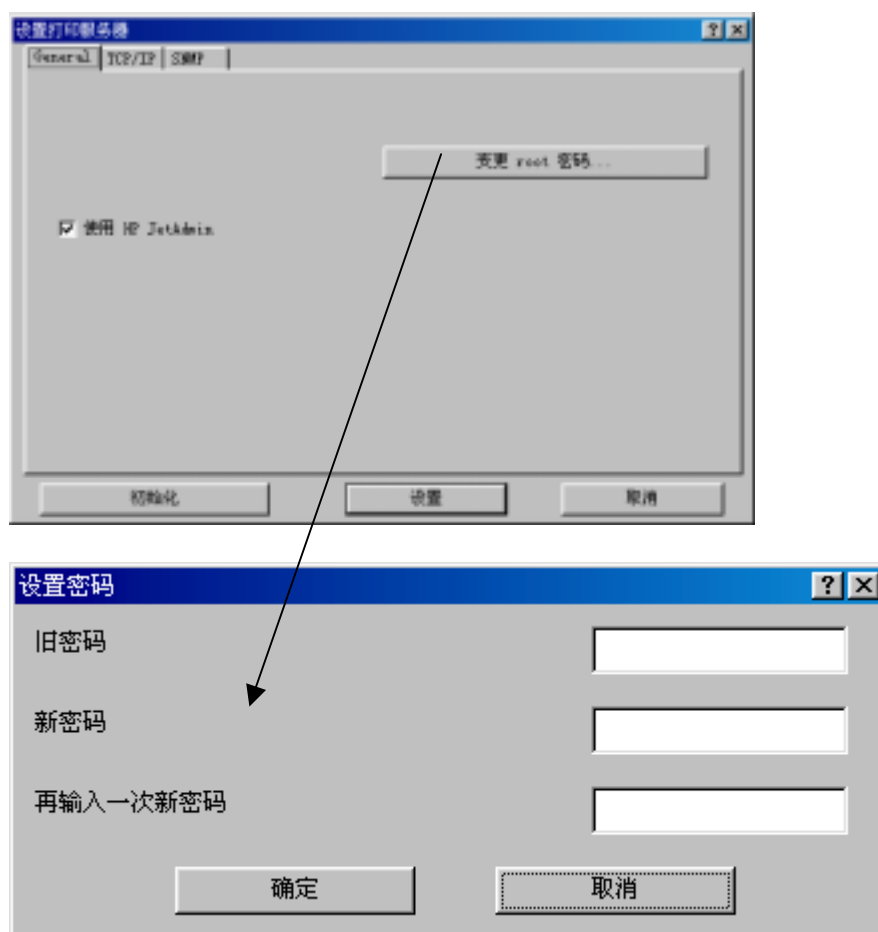 设置打印服务器
General TCP/IP SNMP
变更 root 密码...
使用 HP JetAdmin
初始化 设置 取消
设置密码
旧密码
新密码
再输入一次新密码
确定 取消